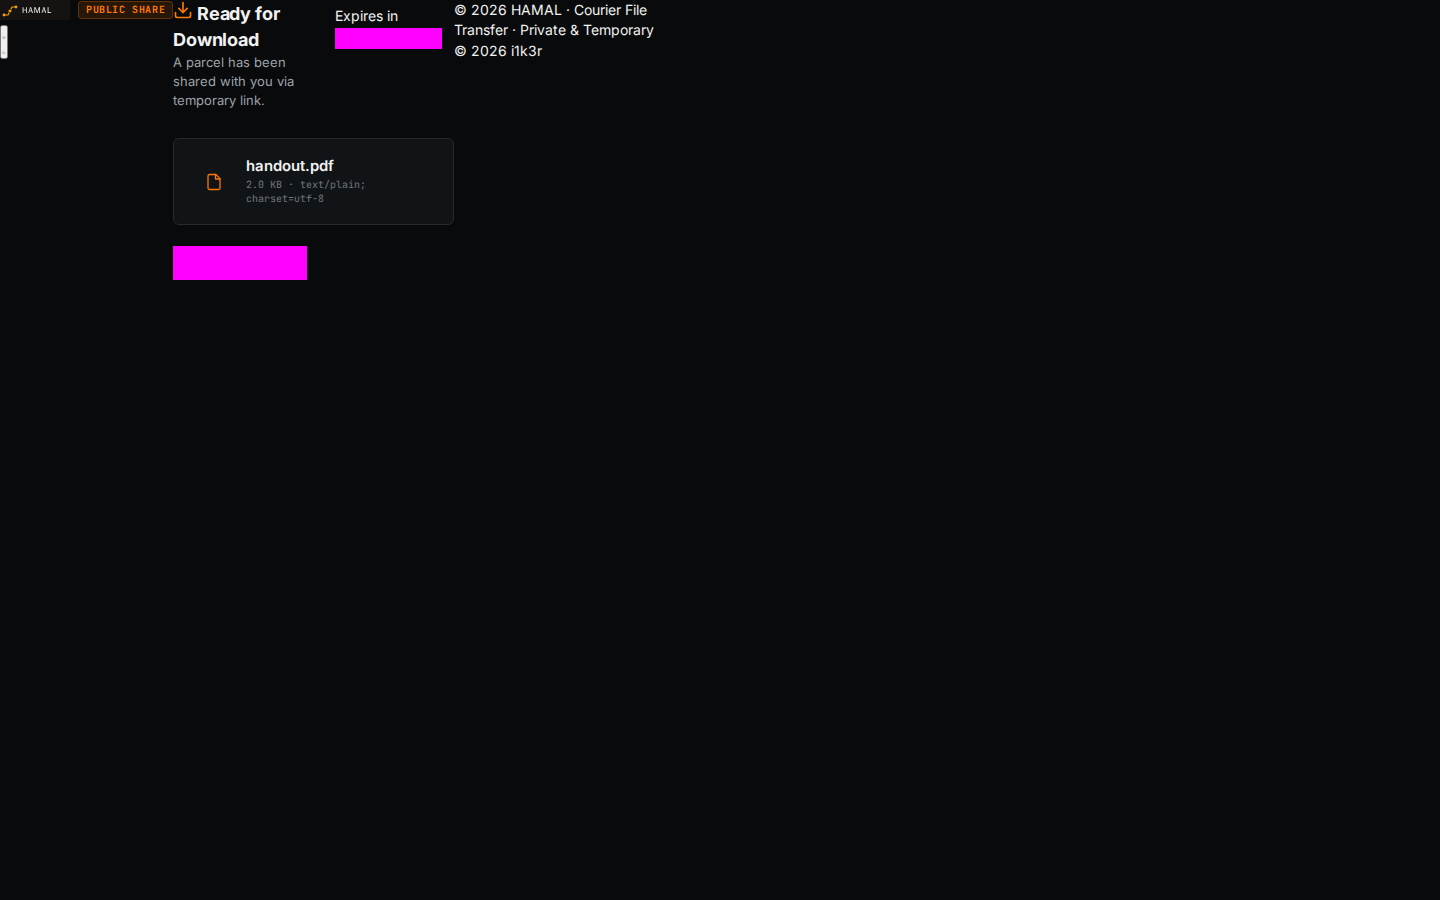 HAMAL
PUBLIC SHARE
Ready for
Download
A parcel has been
shared with you via
temporary link.
Expires in
handout.pdf
2.0 KB · text/plain;
charset=utf-8
© 2026 HAMAL · Courier File
Transfer · Private & Temporary
© 2026 i1k3r